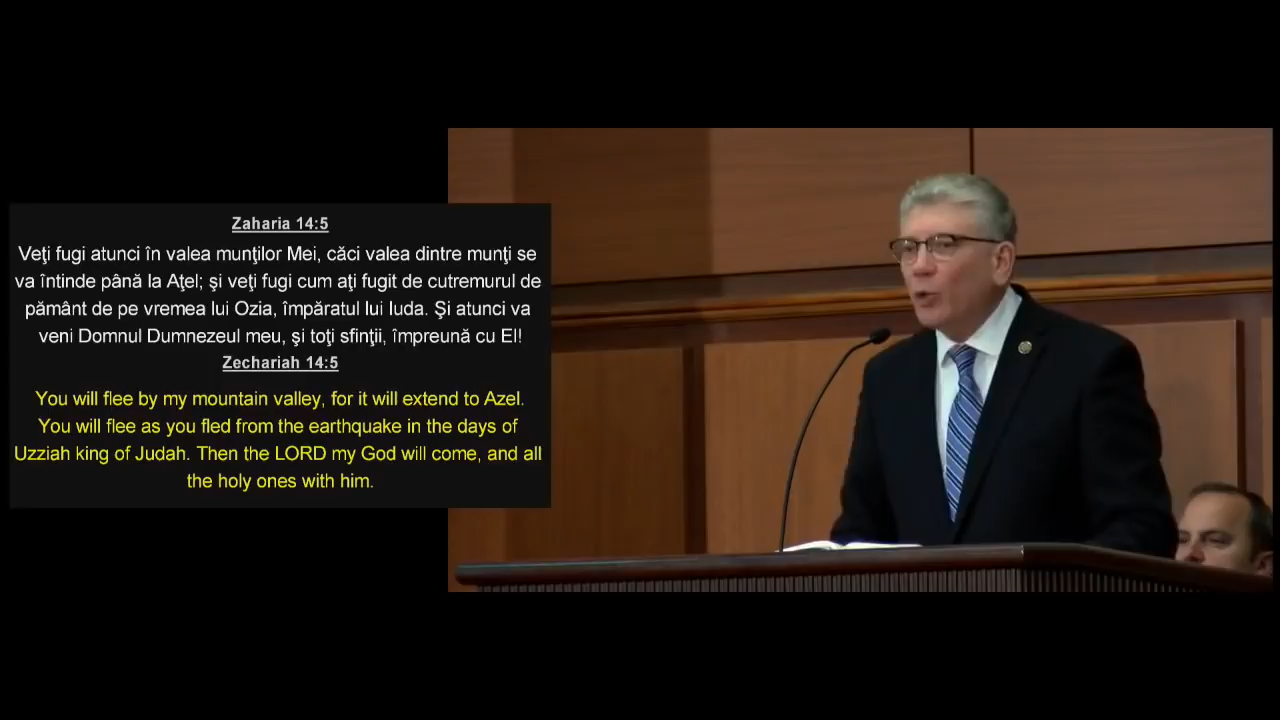 Zaharia 14:5
Veţi fugi atunci în valea munţilor Mei, căci valea dintre munţi se
va întinde până la Aţel; şi veţi fugi cum aţi fugit de cutremurul de
pământ de pe vremea lui Ozia, împăratul lui Iuda. Şi atunci va
veni Domnul Dumnezeul meu, şi toţi sfinţii, împreună cu El!
Zechariah 14:5
You will flee by my mountain valley, for it will extend to Azel.
You will flee as you fled from the earthquake in the days of
Uzziah king of Judah. Then the LORD my God will come, and all
the holy ones with him.